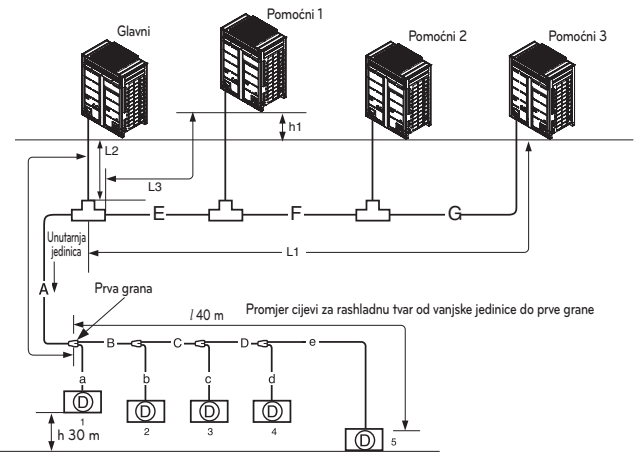 Glavni
Pomoćni 1
Pomoćni 2
Pomoćni 3
h1
L2
L3
E
F
G
Unutarnja
jedinica
L1
A
Prva grana
l 40 m
Promjer cijevi za rashladnu tvar od vanjske jedinice do prve grane
B
C
D
e
a
b
c
d
D
D
D
D
1
2
3
4
h 30 m
D
5